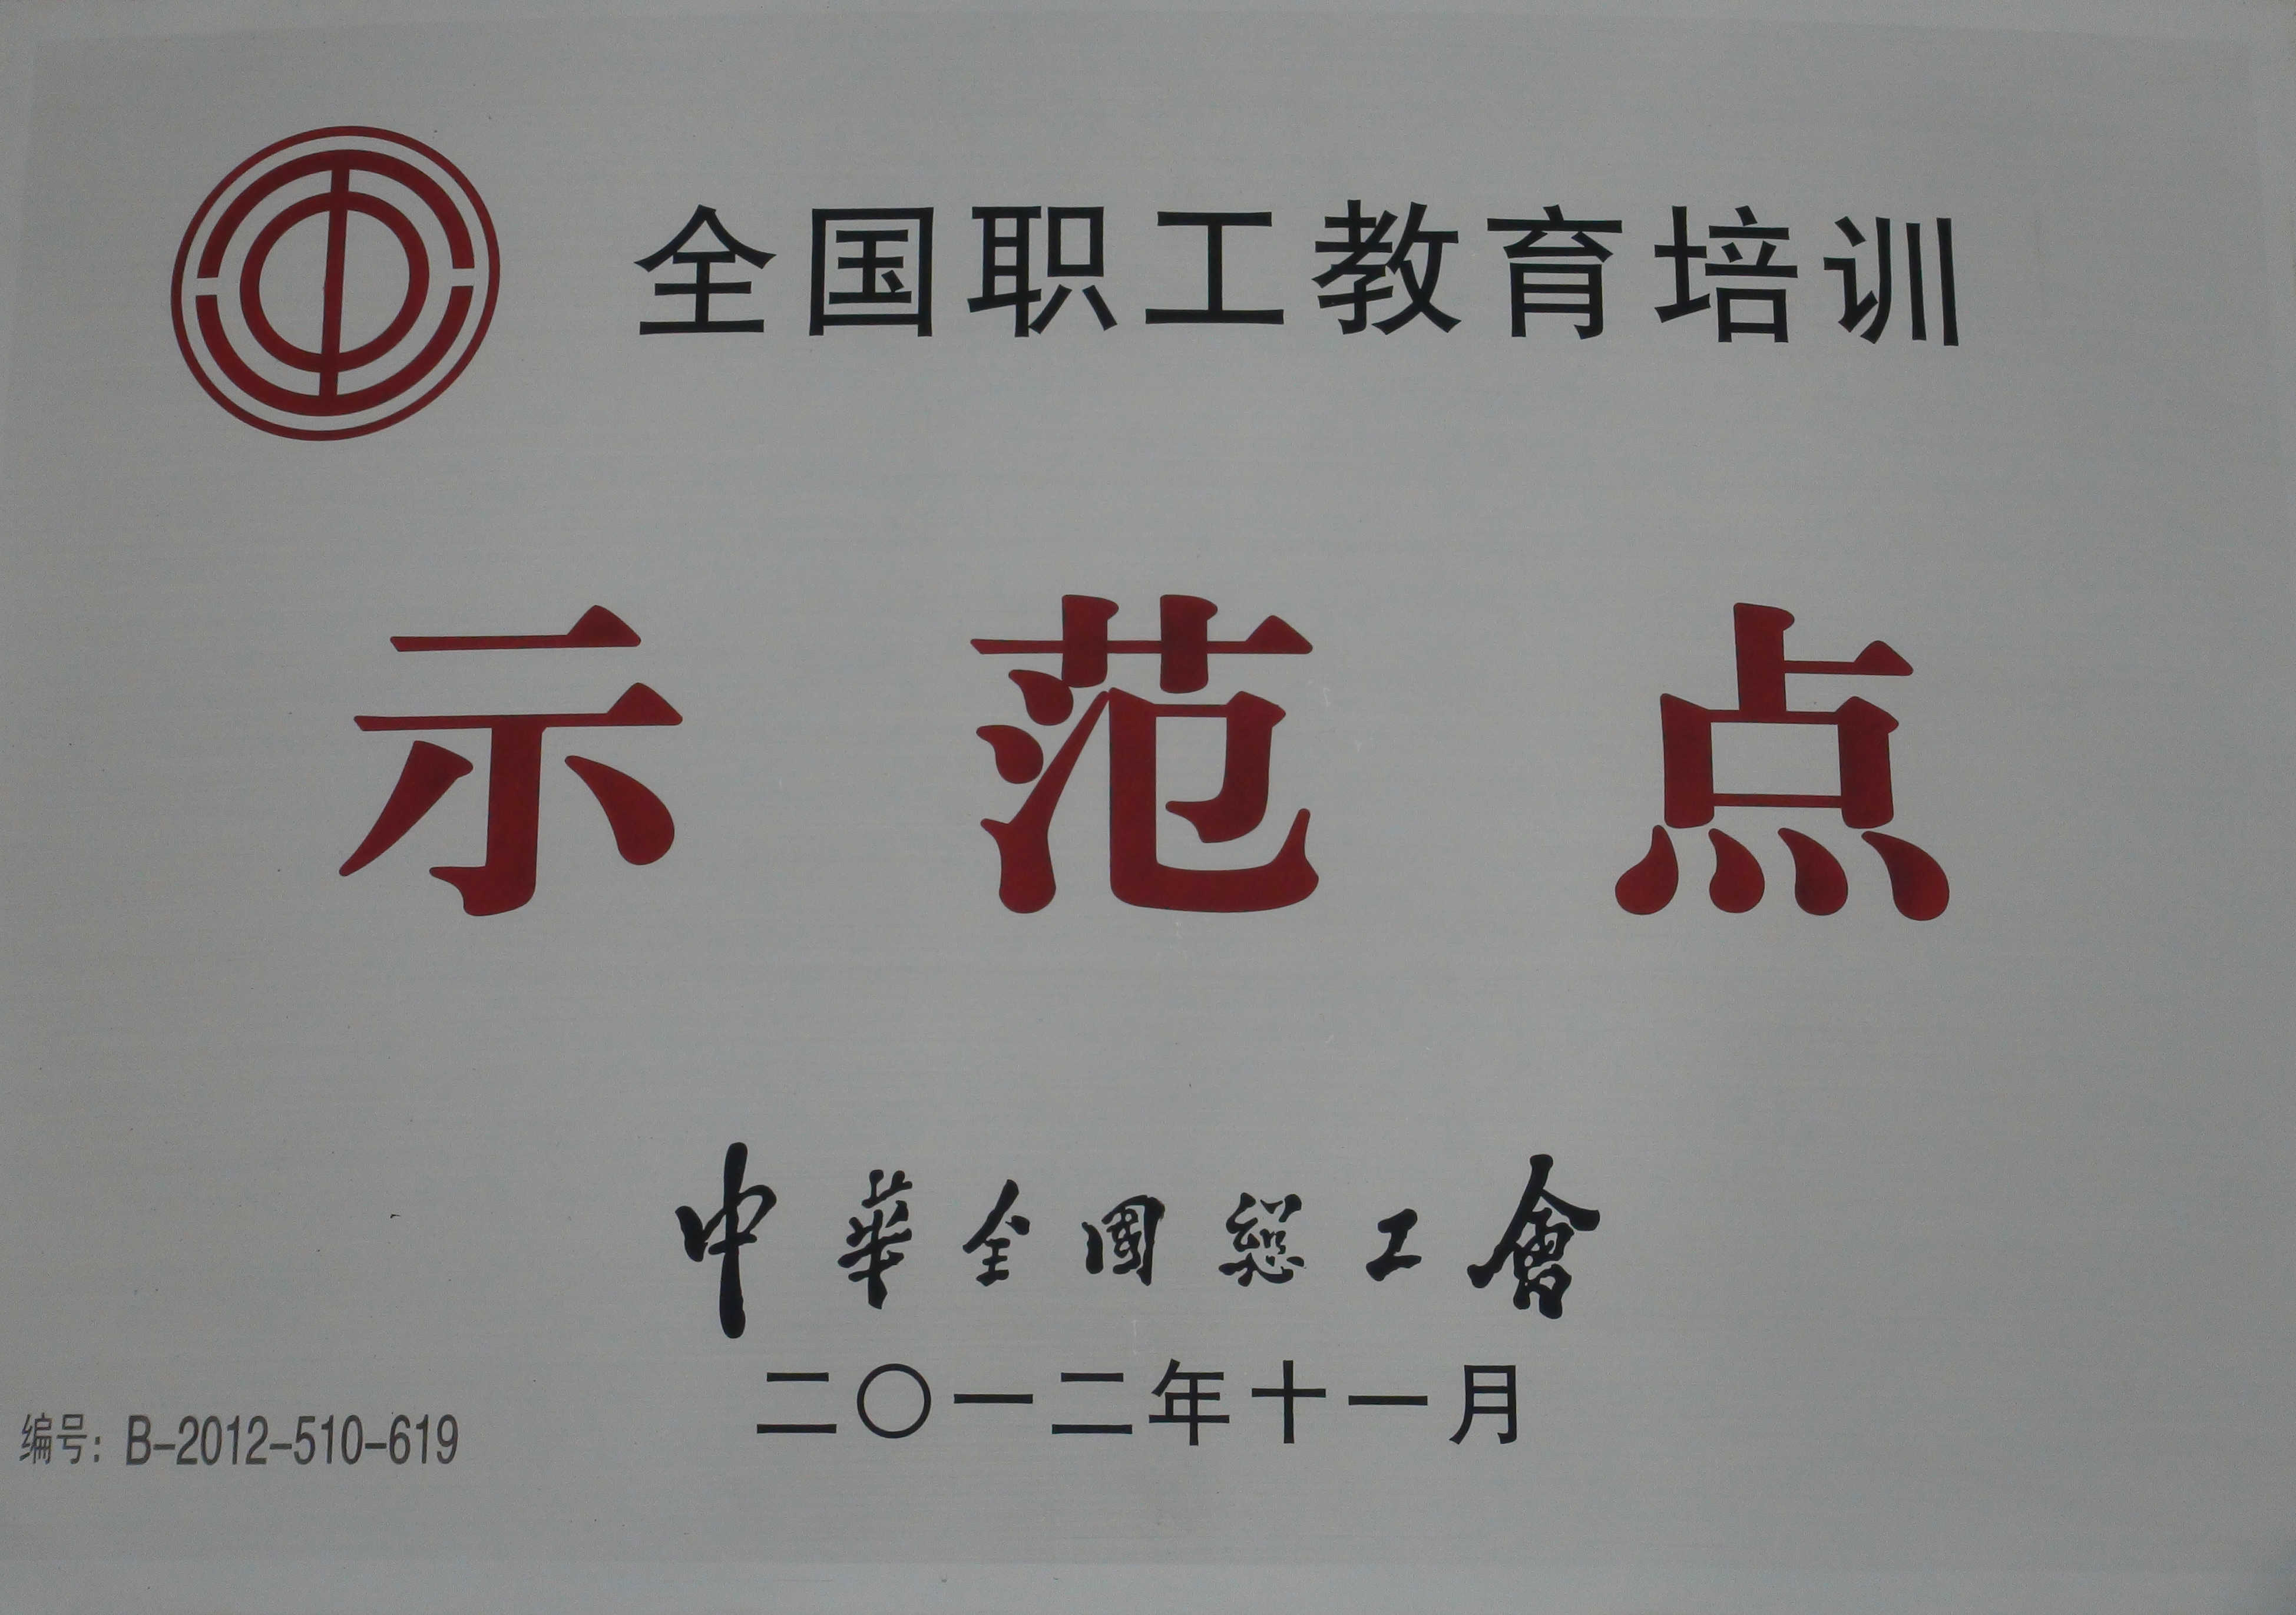 全国职工教育培训
示范点
中華全國總工會
二〇一二年十一月
编号：B-2012-510-619